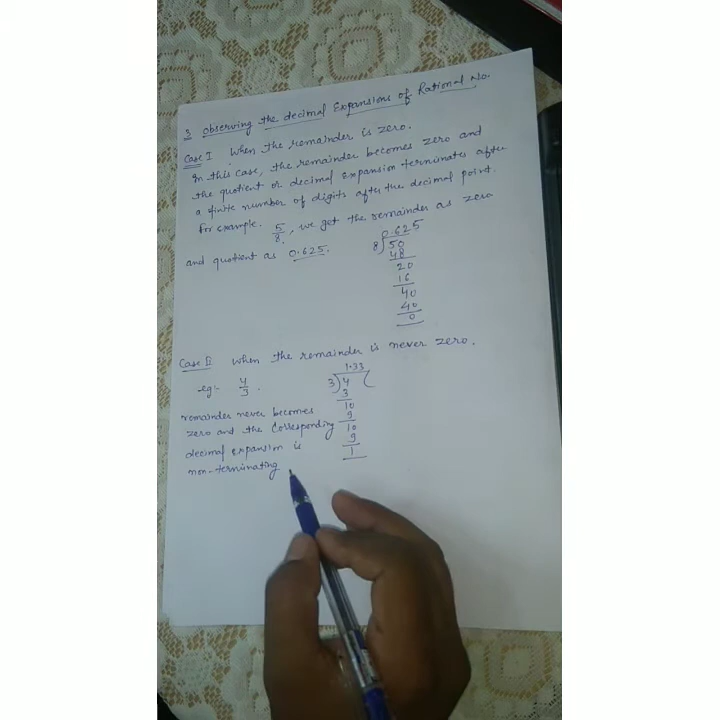 3 Observing the decimal Expansions of Rational No.
Case I When the remainder is zero.
In this case, the remainder becomes zero and
the quotient or decimal expansion terminates after
a finite number of digits after the decimal point.
For example. 5/8, we get the remainder as zero
and quotient as 0.625.
0.625
8)50
48
20
16
40
40
0
Case II When the remainder is never zero.
eg:- 4/3.
1.33
3)4(
3
10
9
10
9
1
remainder never becomes
zero and the corresponding
decimal expansion is
non-terminating